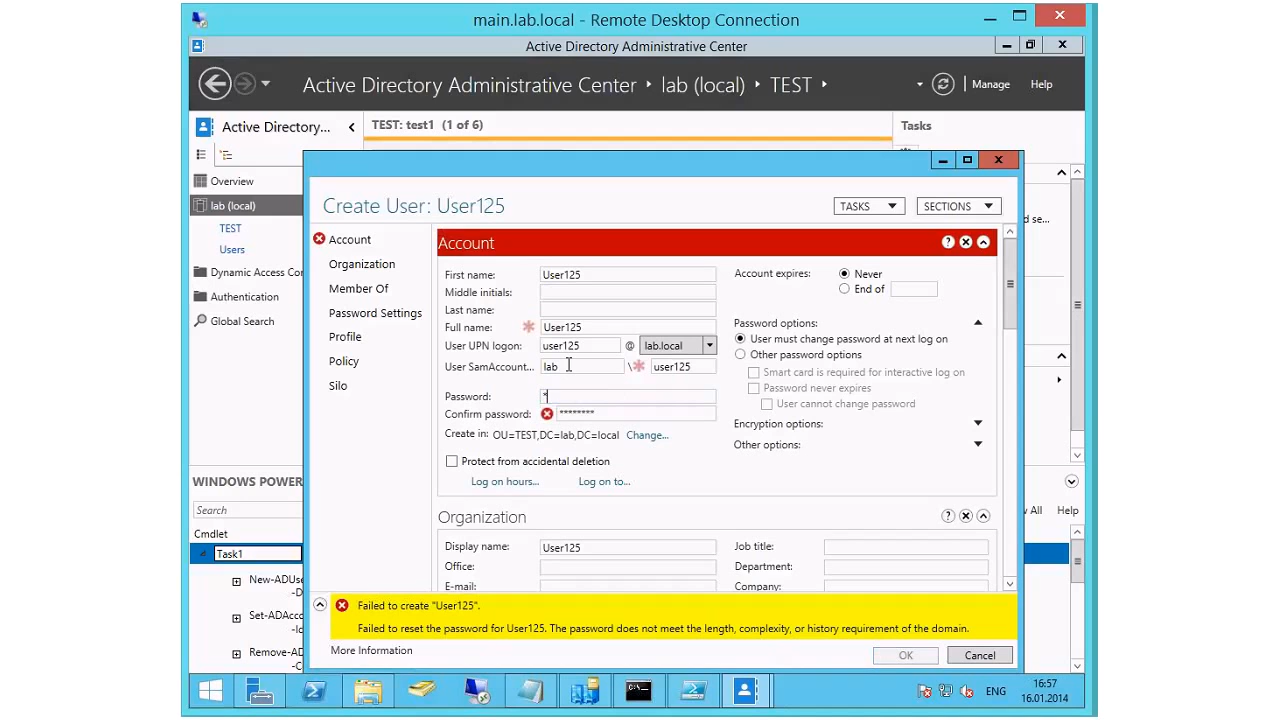 main.lab.local - Remote Desktop Connection
Active Directory Administrative Center
Active Directory Administrative Center • lab (local) • TEST •
Manage
Help
Active Directory...
TEST: test1 (1 of 6)
Tasks
Overview
lab (local)
TEST
Users
Dynamic Access Con
Authentication
Global Search
Create User: User125
TASKS
SECTIONS
d se...
Account
Organization
Member Of
Password Settings
Profile
Policy
Silo
Account
First name: User125
Middle initials:
Last name:
Full name: * User125
User UPN logon: user125 @ lab.local
User SamAccount... lab \* user125
Password: *
Confirm password: ********
Create in: OU=TEST,DC=lab,DC=local Change...
Protect from accidental deletion
Log on hours... Log on to...
Account expires: Never
End of
Password options:
User must change password at next log on
Other password options
Smart card is required for interactive log on
Password never expires
User cannot change password
Encryption options:
Other options:
Organization
Display name: User125
Office:
E-mail:
Job title:
Department:
Company:
WINDOWS POWER
Search
Cmdlet
Task1
New-ADUse
-D
Set-ADAcco
-Ic
Remove-AD
-C
w All
Help
Failed to create "User125".
Failed to reset the password for User125. The password does not meet the length, complexity, or history requirement of the domain.
More Information
OK
Cancel
ENG
16:57
16.01.2014